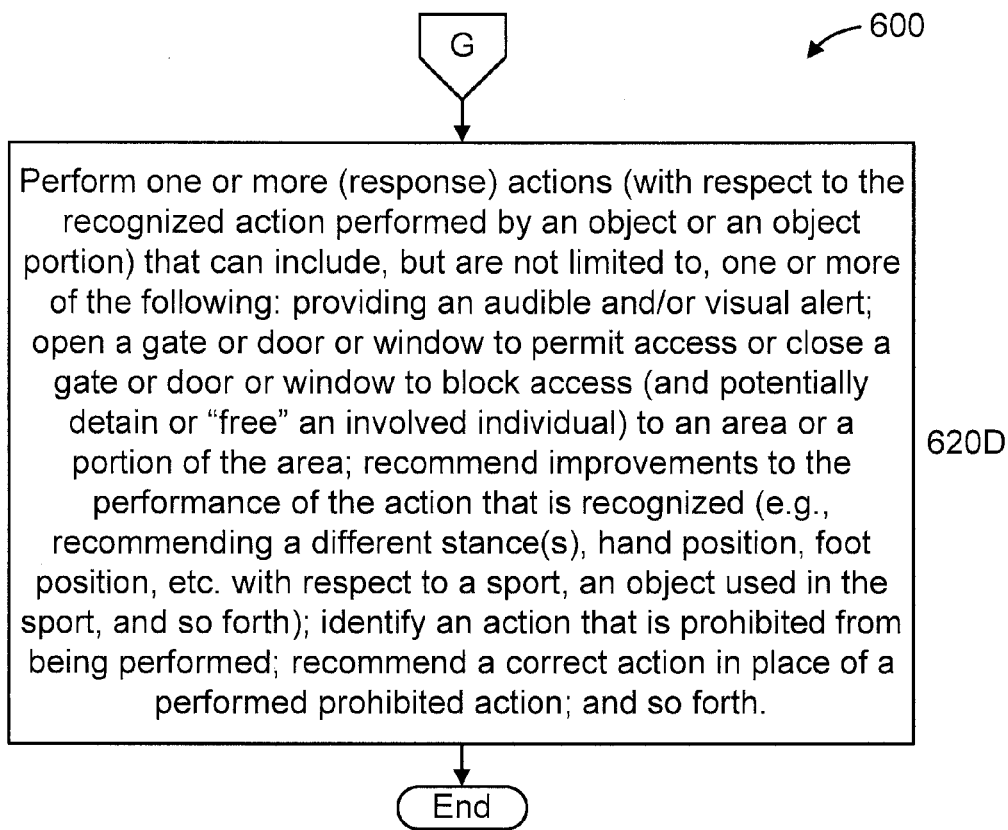 G
600
Perform one or more (response) actions (with respect to the
recognized action performed by an object or an object
portion) that can include, but are not limited to, one or more
of the following: providing an audible and/or visual alert;
open a gate or door or window to permit access or close a
gate or door or window to block access (and potentially
detain or “free” an involved individual) to an area or a
portion of the area; recommend improvements to the
performance of the action that is recognized (e.g.,
recommending a different stance(s), hand position, foot
position, etc. with respect to a sport, an object used in the
sport, and so forth); identify an action that is prohibited from
being performed; recommend a correct action in place of a
performed prohibited action; and so forth.
620D
End